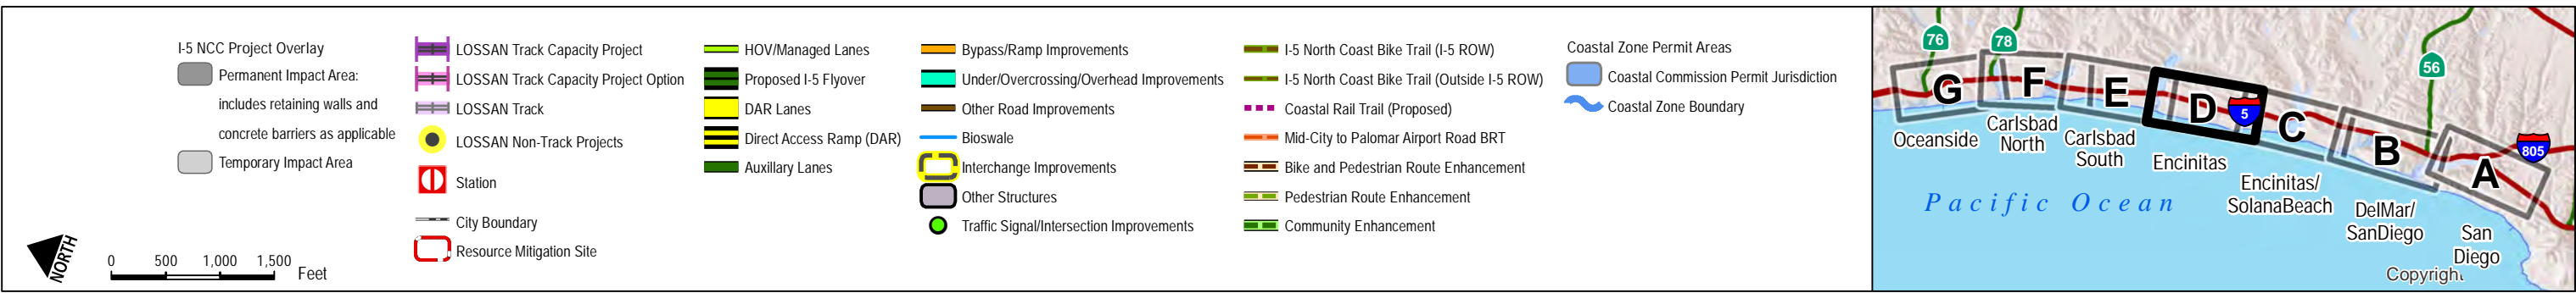 I-5 NCC Project Overlay
Permanent Impact Area:
includes retaining walls and
concrete barriers as applicable
Temporary Impact Area
NORTH
0 500 1,000 1,500
Feet
LOSSAN Track Capacity Project
LOSSAN Track Capacity Project Option
LOSSAN Track
LOSSAN Non-Track Projects
Station
City Boundary
Resource Mitigation Site
HOV/Managed Lanes
Proposed I-5 Flyover
DAR Lanes
Direct Access Ramp (DAR)
Auxillary Lanes
Bypass/Ramp Improvements
Under/Overcrossing/Overhead Improvements
Other Road Improvements
Bioswale
Interchange Improvements
Other Structures
Traffic Signal/Intersection Improvements
I-5 North Coast Bike Trail (I-5 ROW)
I-5 North Coast Bike Trail (Outside I-5 ROW)
Coastal Rail Trail (Proposed)
Mid-City to Palomar Airport Road BRT
Bike and Pedestrian Route Enhancement
Pedestrian Route Enhancement
Community Enhancement
Coastal Zone Permit Areas
Coastal Commission Permit Jurisdiction
Coastal Zone Boundary
76
78
56
5
805
G
F
E
D
C
B
A
Oceanside
Carlsbad
North
Carlsbad
South
Encinitas
Encinitas/
SolanaBeach
DelMar/
SanDiego
San
Diego
Pacific Ocean
Copyright